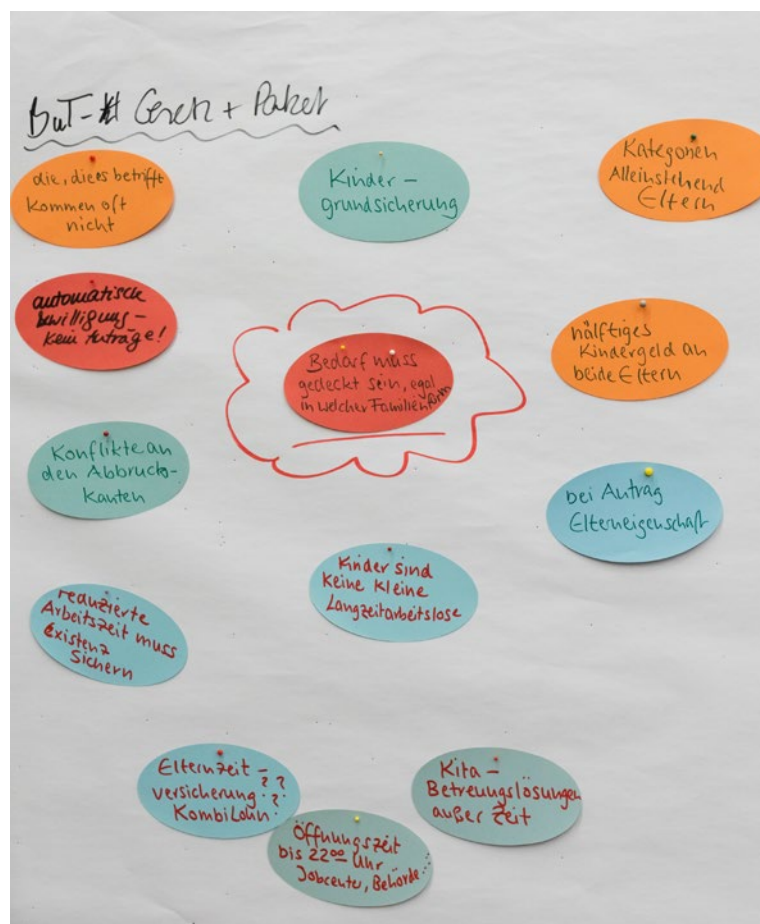 BuT- Gesetz + Paket
die, die es betrifft
kommen oft
nicht
Kinder -
grundsicherung
Kategorien
Alleinstehend
Eltern
automatische
bewilligung -
kein Anträge!
Bedarf muss
gedeckt sein, egal
in welcher Familienform
hälftiges
Kindergeld an
beide Eltern
Konflikte an
den Abbruch-
Kanten
bei Antrag
Elterneigenschaft
Kinder sind
keine kleine
Langzeitarbeitslose
reduzierte
Arbeitszeit muss
Existenz
Sichern
Elternzeit - ?
versicherung ? ?
Kombilohn?
Kita -
Betreuungslösungen
außer Zeit
Öffnungszeit
bis 22⁰⁰ Uhr
Jobcenter, Behörde...